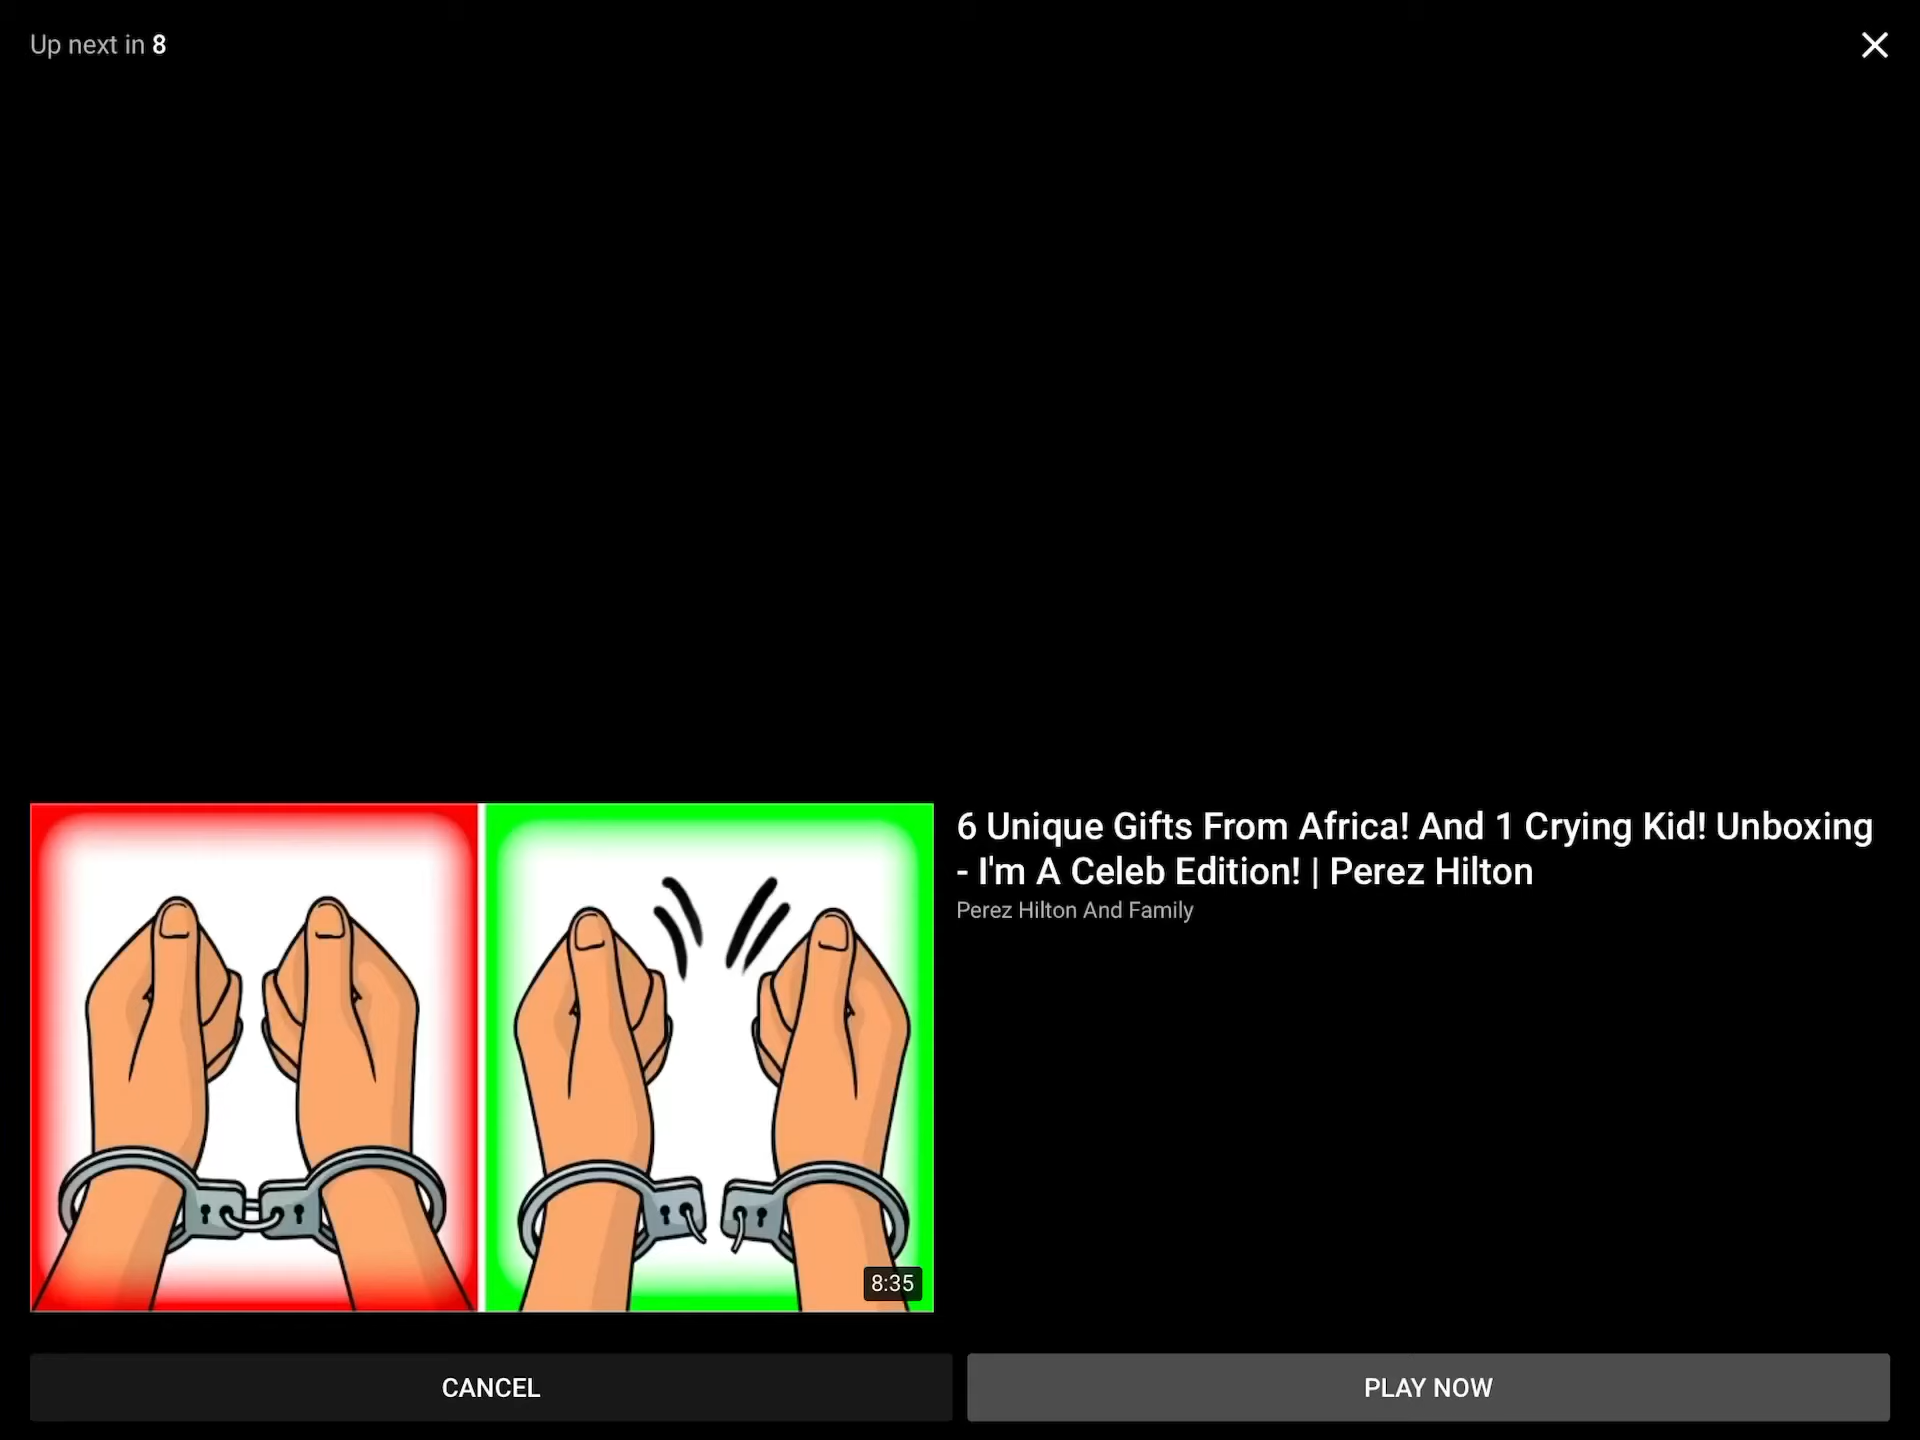 Up next in 8
6 Unique Gifts From Africa! And 1 Crying Kid! Unboxing
- I'm A Celeb Edition! | Perez Hilton
Perez Hilton And Family
8:35
CANCEL
PLAY NOW